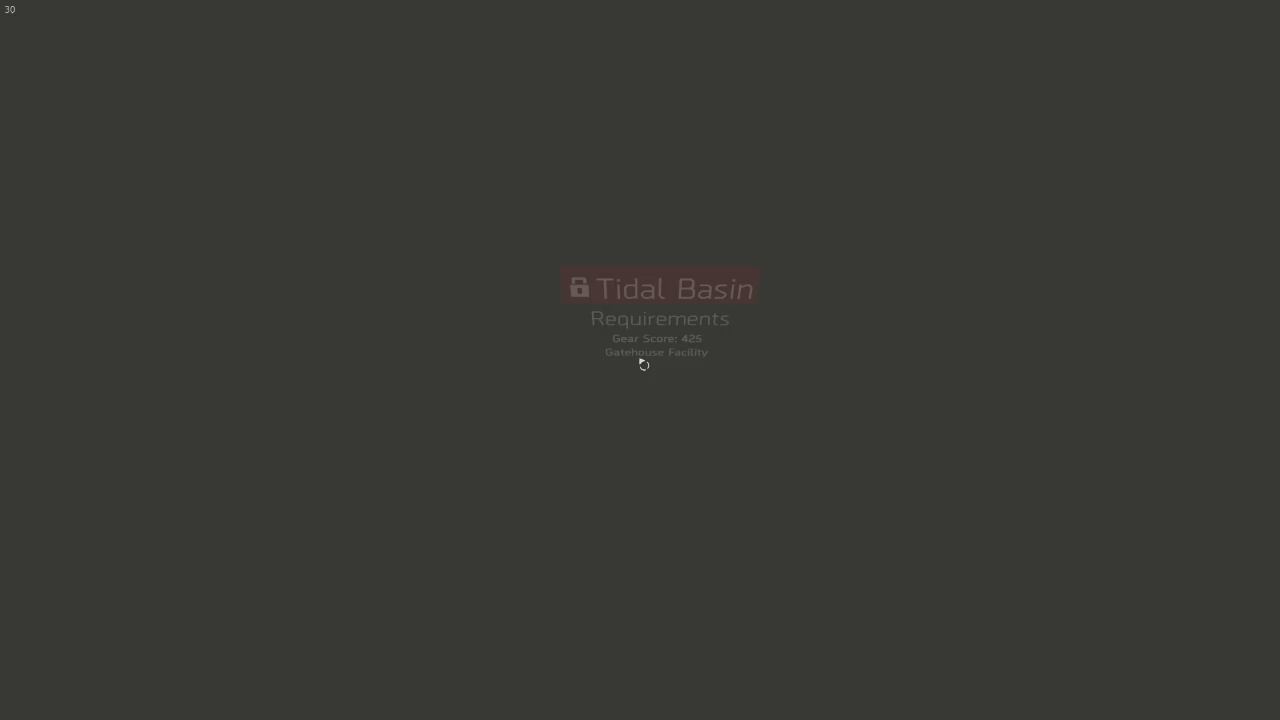 30
Tidal Basin
Requirements
Gear Score: 425
Gatehouse Facility